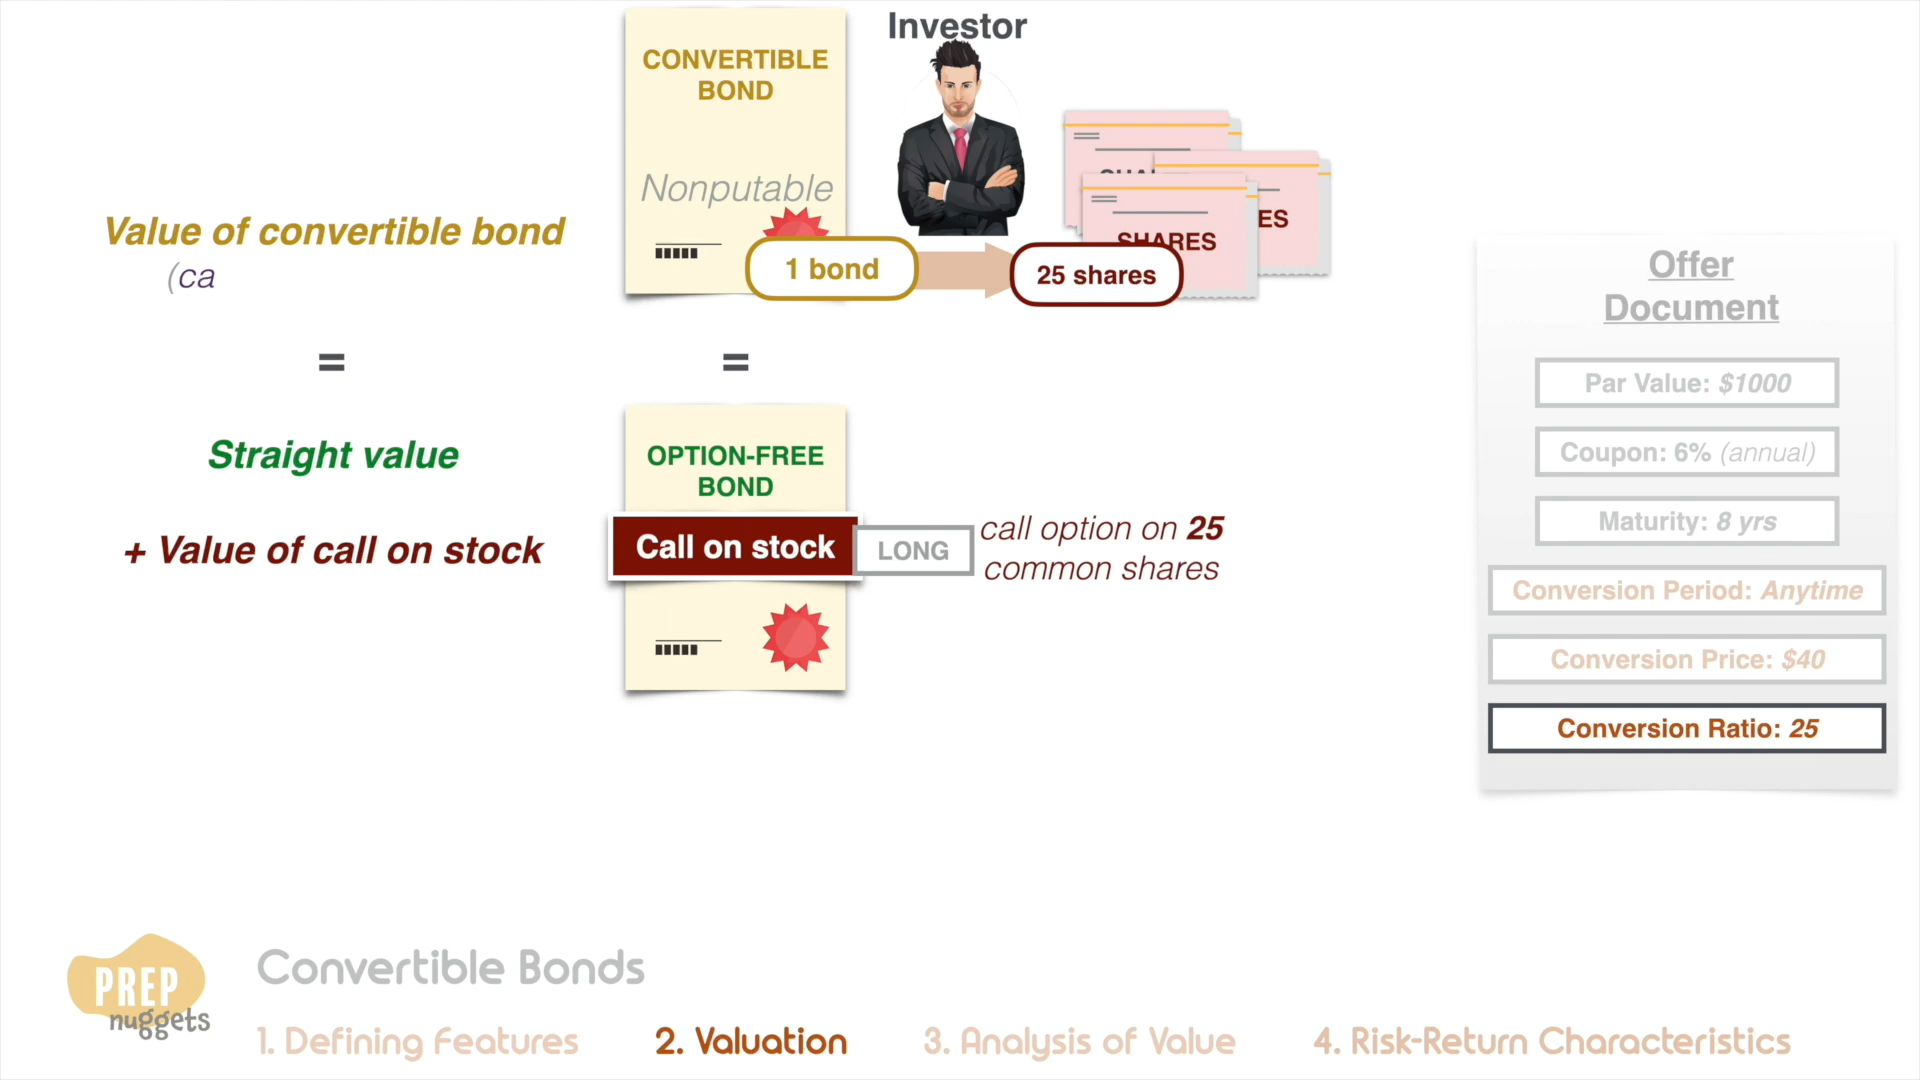 Investor
CONVERTIBLE
BOND
Nonputable
1 bond
25 shares
SHARES
ES
Value of convertible bond
(ca
=
=
Straight value
+ Value of call on stock
OPTION-FREE
BOND
Call on stock
LONG
call option on 25
common shares
Offer
Document
Par Value: $1000
Coupon: 6% (annual)
Maturity: 8 yrs
Conversion Period: Anytime
Conversion Price: $40
Conversion Ratio: 25
PREP
nuggets
Convertible Bonds
1. Defining Features
2. Valuation
3. Analysis of Value
4. Risk-Return Characteristics